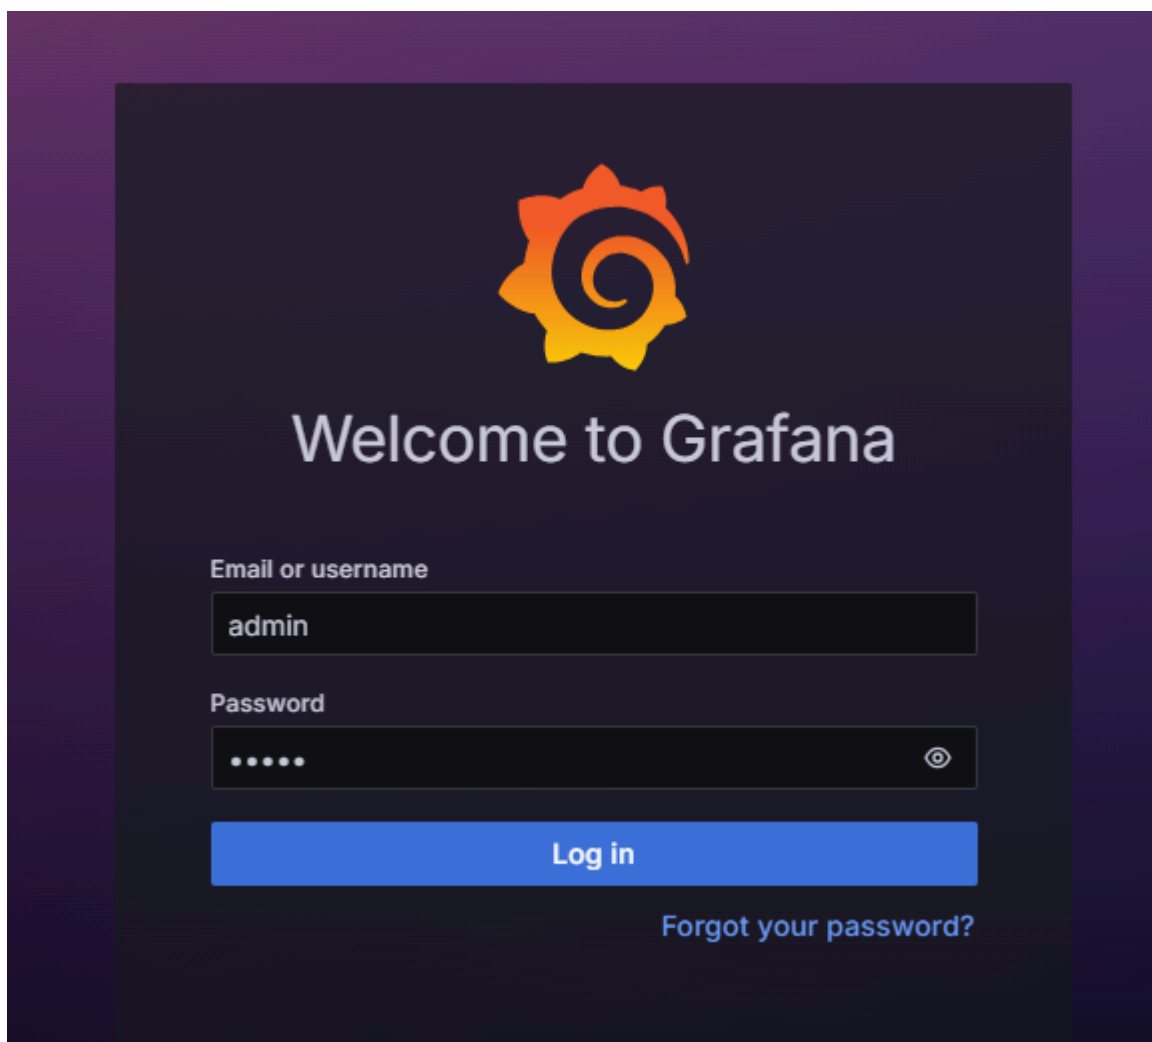 Welcome to Grafana
Email or username
admin
Password
•••••
Log in
Forgot your password?